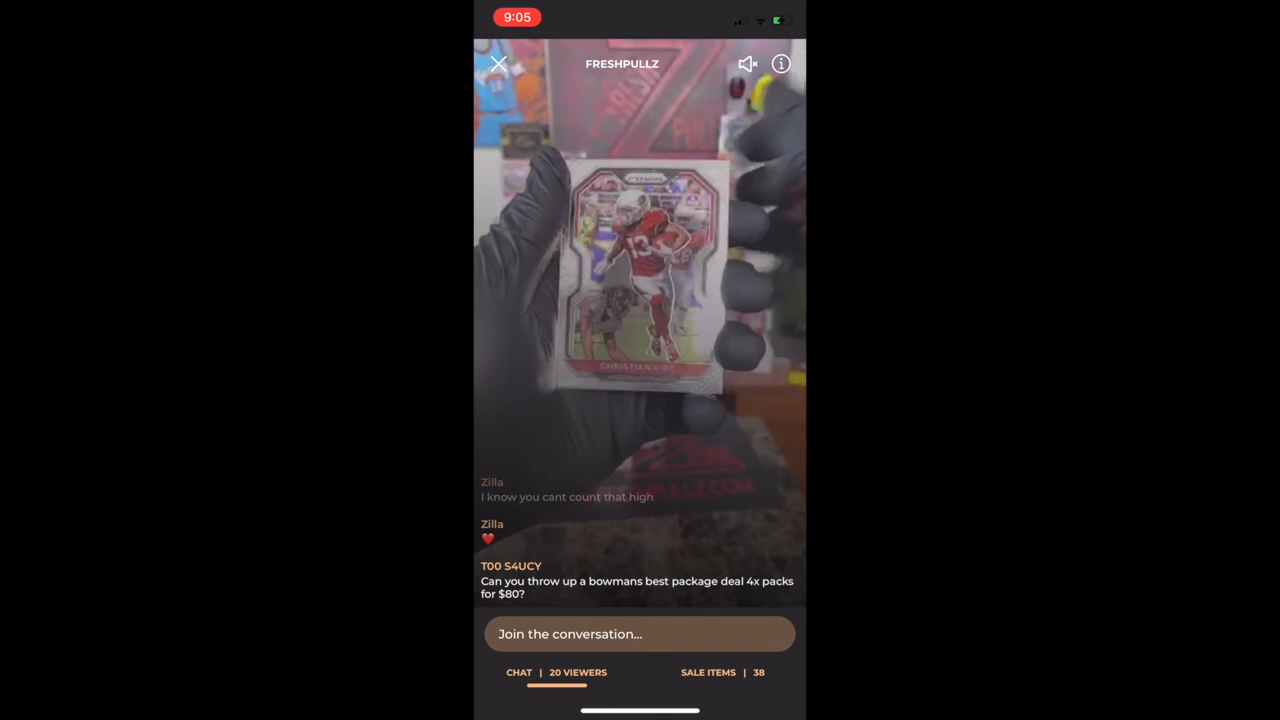 9:05
FRESHPULLZ
PRIZM
13
CHRISTIAN KIRK
Zilla
I know you cant count that high
Zilla
T00 S4UCY
Can you throw up a bowmans best package deal 4x packs
for $80?
Join the conversation...
CHAT | 20 VIEWERS
SALE ITEMS | 38